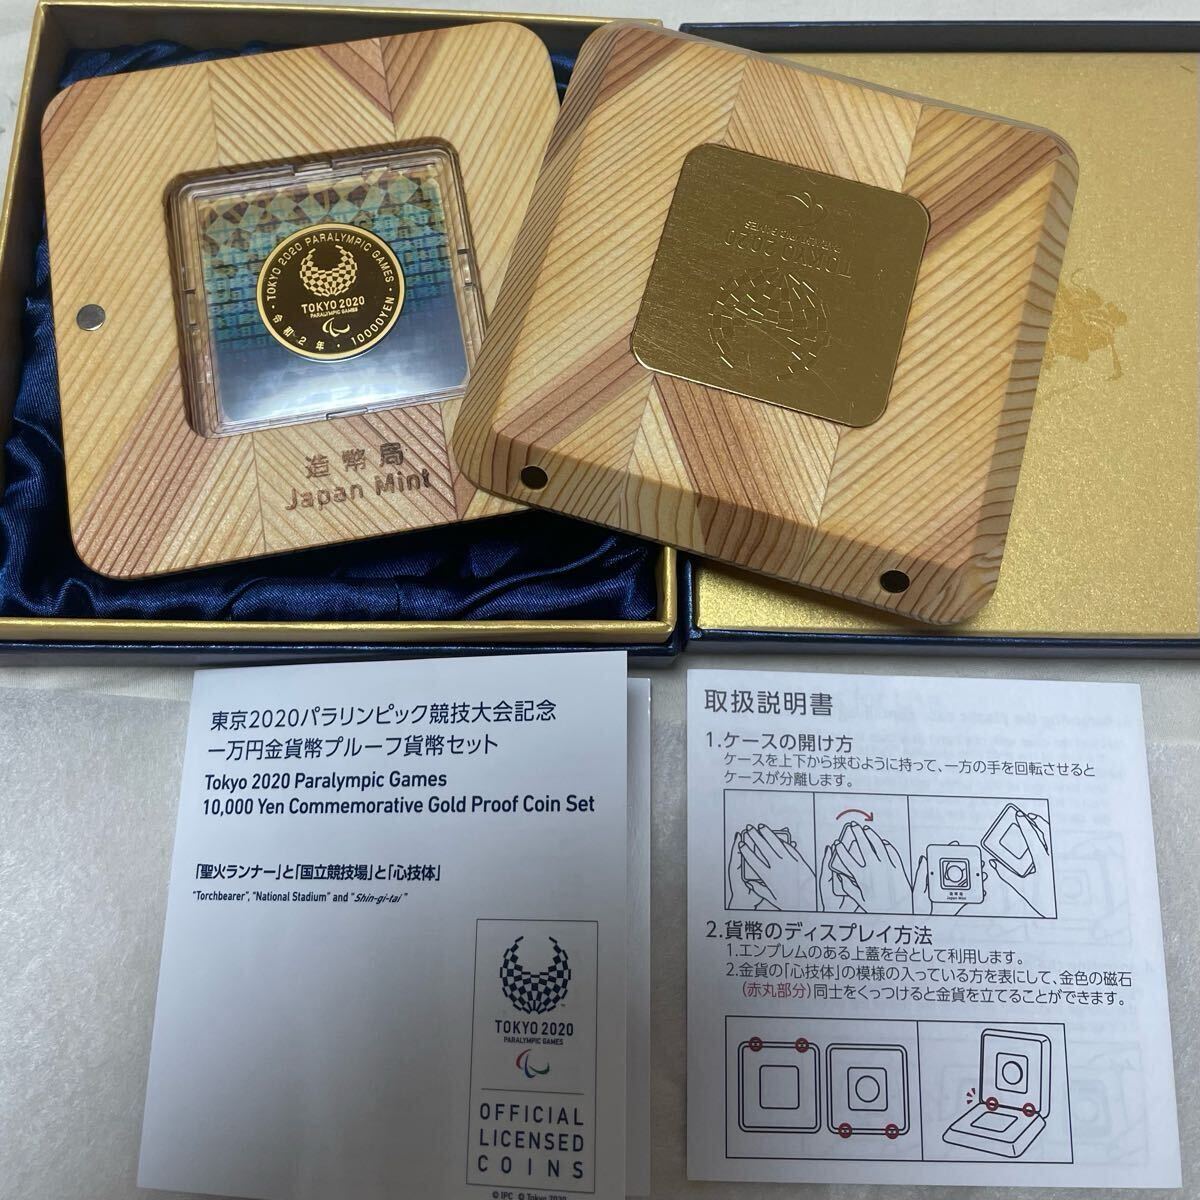 TOKYO 2020 PARALYMPIC GAMES
TOKYO 2020
PARALYMPIC GAMES
令和2年・10000YEN
造幣局
Japan Mint
TOKYO 2020
PARALYMPIC GAMES
東京2020パラリンピック競技大会記念
一万円金貨幣プルーフ貨幣セット
Tokyo 2020 Paralympic Games
10,000 Yen Commemorative Gold Proof Coin Set
「聖火ランナー」と「国立競技場」と「心技体」
"Torchbearer", "National Stadium" and "Shin-gi-tai"
TOKYO 2020
PARALYMPIC GAMES
OFFICIAL
LICENSED
COINS
© IPC © Tokyo 2020
取扱説明書
1.ケースの開け方
ケースを上下から挟むように持って、一方の手を回転させると
ケースが分離します。
造幣局
Japan Mint
2.貨幣のディスプレイ方法
1.エンブレムのある上蓋を台として利用します。
2.金貨の「心技体」の模様の入っている方を表にして、金色の磁石
(赤丸部分)同士をくっつけると金貨を立てることができます。